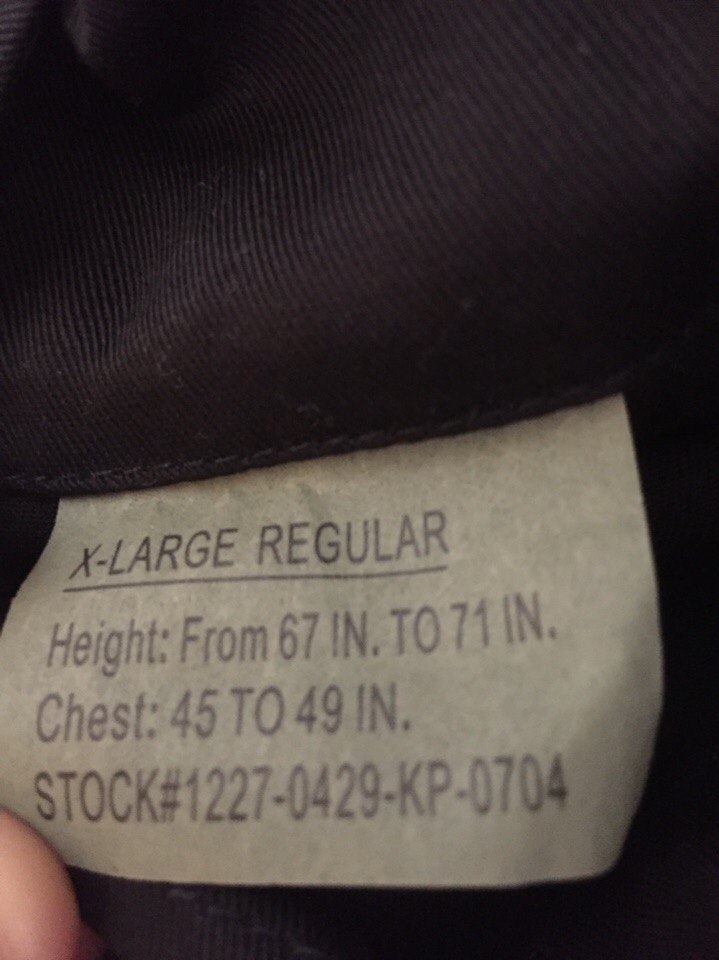 X-LARGE REGULAR
Height: From 67 IN. TO 71 IN.
Chest: 45 TO 49 IN.
STOCK#1227-0429-KP-0704